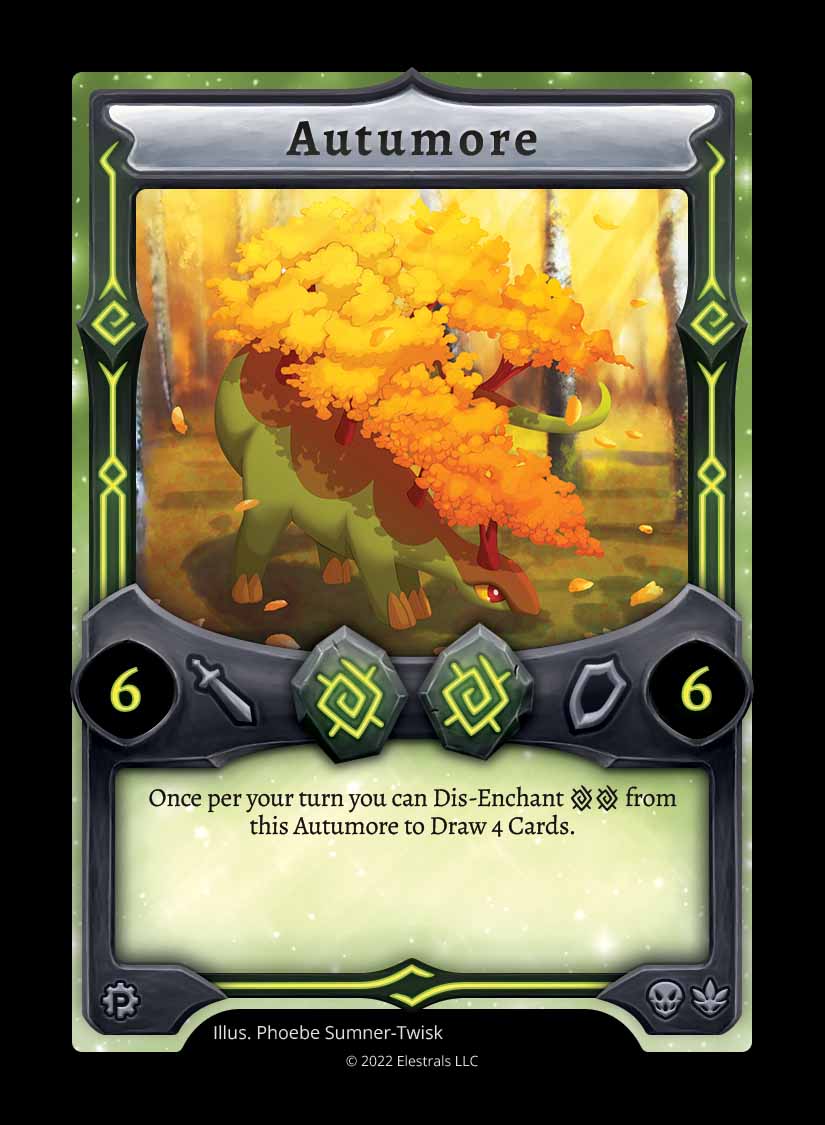 Autumore
6 6
Once per your turn you can Dis-Enchant from
this Autumore to Draw 4 Cards.
P
Illus. Phoebe Sumner-Twisk
© 2022 Elestrals LLC